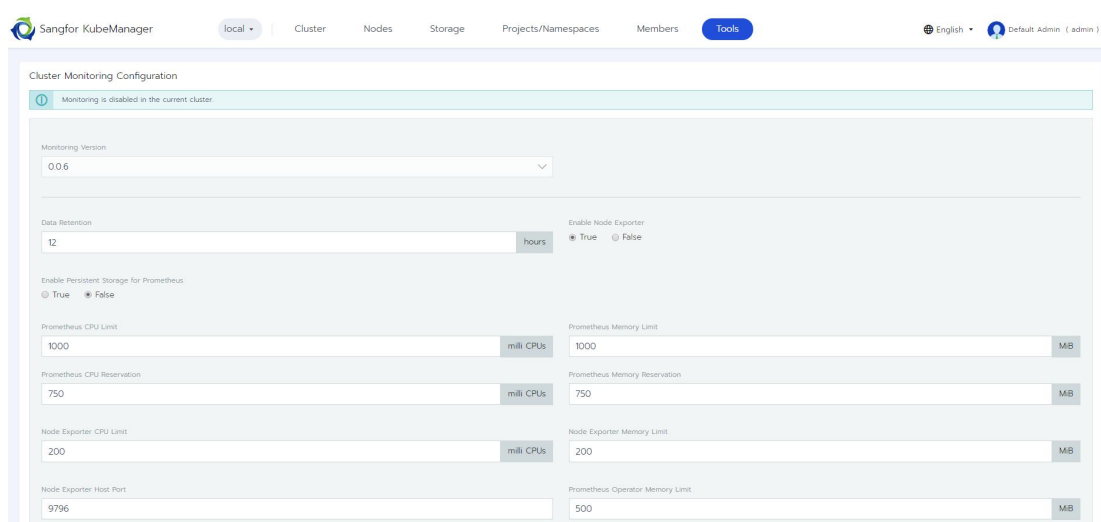 Sangfor KubeManager local Cluster Nodes Storage Projects/Namespaces Members Tools English Default Admin ( admin )
Cluster Monitoring Configuration
Monitoring is disabled in the current cluster.
Monitoring Version
0.0.6
Data Retention Enable Node Exporter
12 hours True False
Enable Persistent Storage for Prometheus
True False
Prometheus CPU Limit Prometheus Memory Limit
1000 milli CPUs 1000 MiB
Prometheus CPU Reservation Prometheus Memory Reservation
750 milli CPUs 750 MiB
Node Exporter CPU Limit Node Exporter Memory Limit
200 milli CPUs 200 MiB
Node Exporter Host Port Prometheus Operator Memory Limit
9796 500 MiB